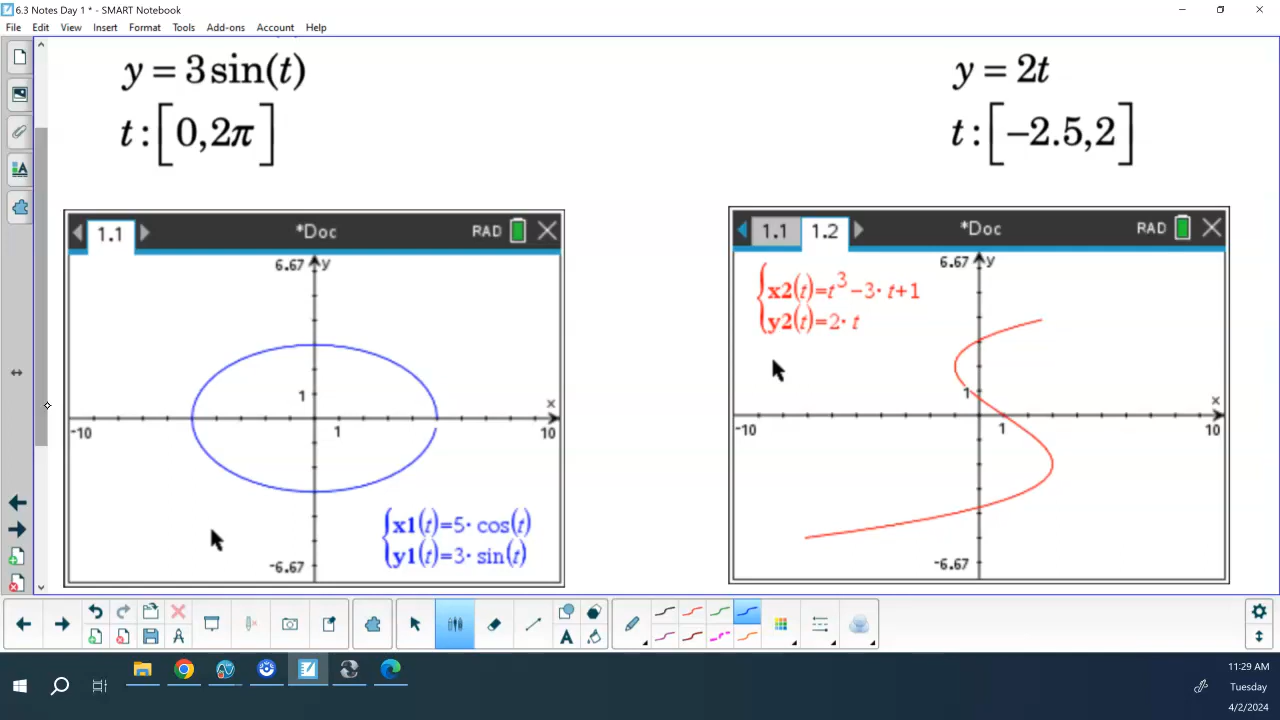 6.3 Notes Day 1 * - SMART Notebook
File Edit View Insert Format Tools Add-ons Account Help
y = 3 sin(t)
t : [0, 2π]
y = 2t
t : [−2.5, 2]
1.1 *Doc RAD
6.67 y
1
x
-10 1 10
x1(t)=5· cos(t)
y1(t)=3· sin(t)
-6.67
1.1 1.2 *Doc RAD
6.67 y
x2(t)=t³−3· t+1
y2(t)=2· t
1
x
-10 1 10
-6.67
A
11:29 AM
Tuesday
4/2/2024